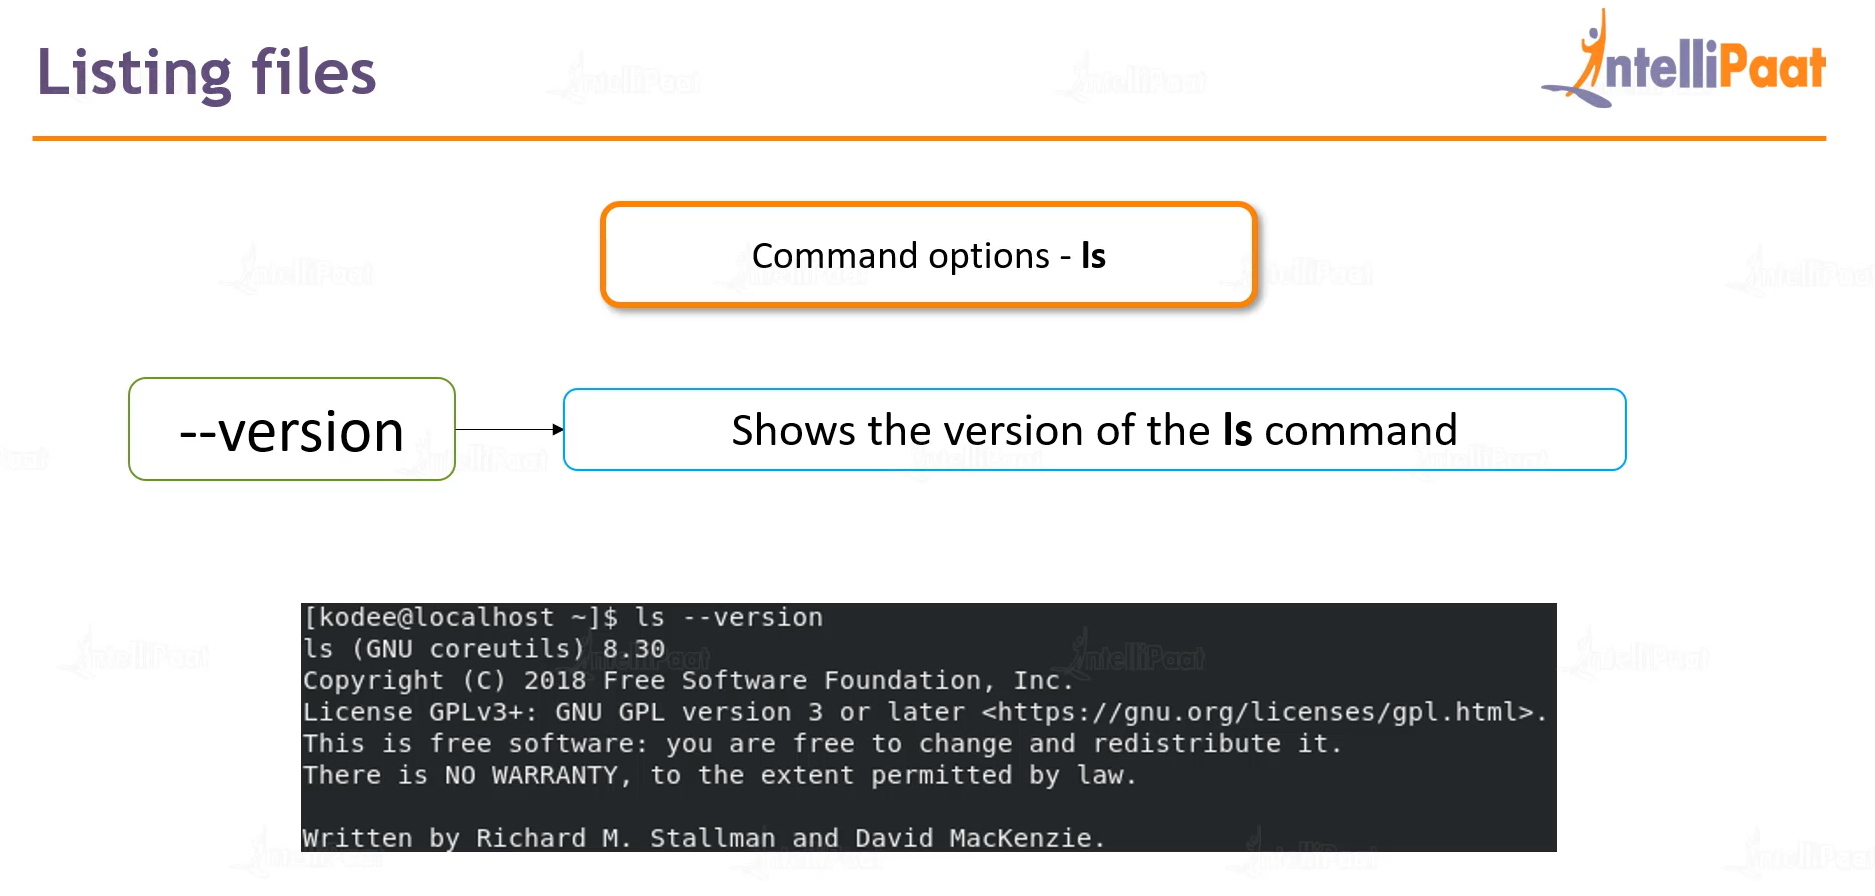 Listing files
IntelliPaat
Command options - ls
--version
Shows the version of the ls command
[kodee@localhost ~]$ ls --version
ls (GNU coreutils) 8.30
Copyright (C) 2018 Free Software Foundation, Inc.
License GPLv3+: GNU GPL version 3 or later <https://gnu.org/licenses/gpl.html>.
This is free software: you are free to change and redistribute it.
There is NO WARRANTY, to the extent permitted by law.
Written by Richard M. Stallman and David MacKenzie.